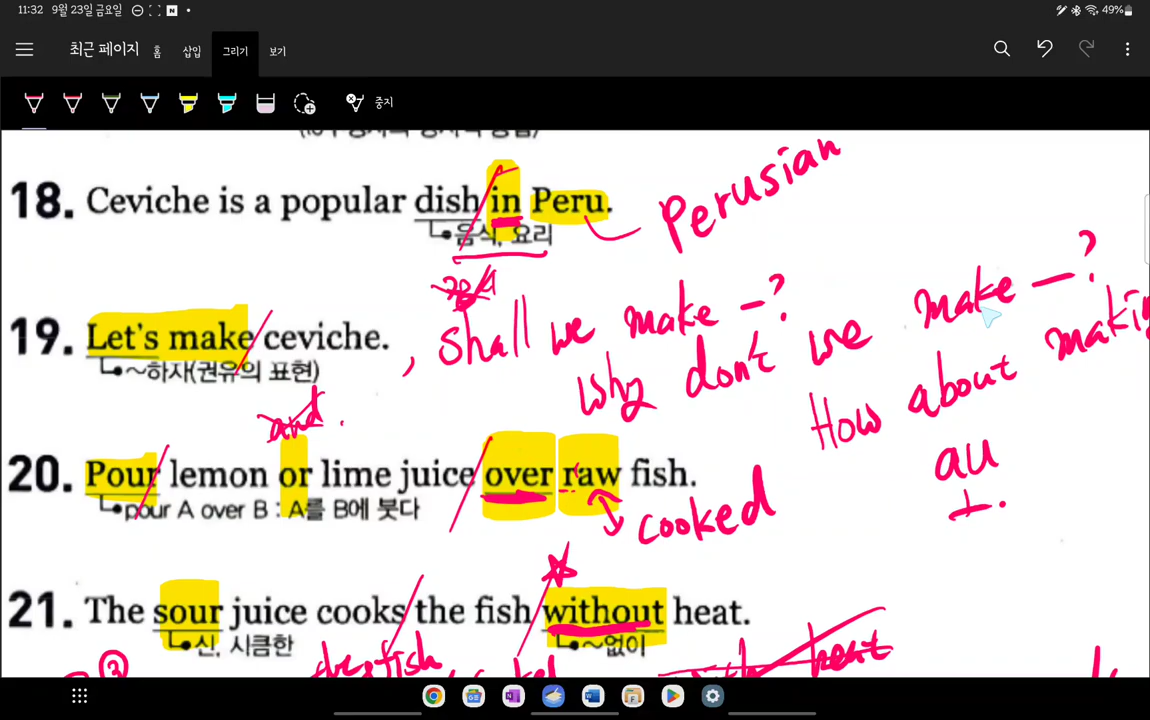 11:32 9월 23일 금요일 N 49%
최근 페이지 홈 삽입 그리기 보기
중지
18. Ceviche is a popular dish in Peru.
음식, 요리
Perusian
19. Let's make ceviche.
~하자(권유의 표현)
, Shall we make ―?
Why don't we make ―?
How about making
20. Pour lemon or lime juice over raw fish.
and
pour A over B : A를 B에 붓다
cooked
21. The sour juice cooks the fish without heat.
신, 시큼한
~없이
②
the fish
heat